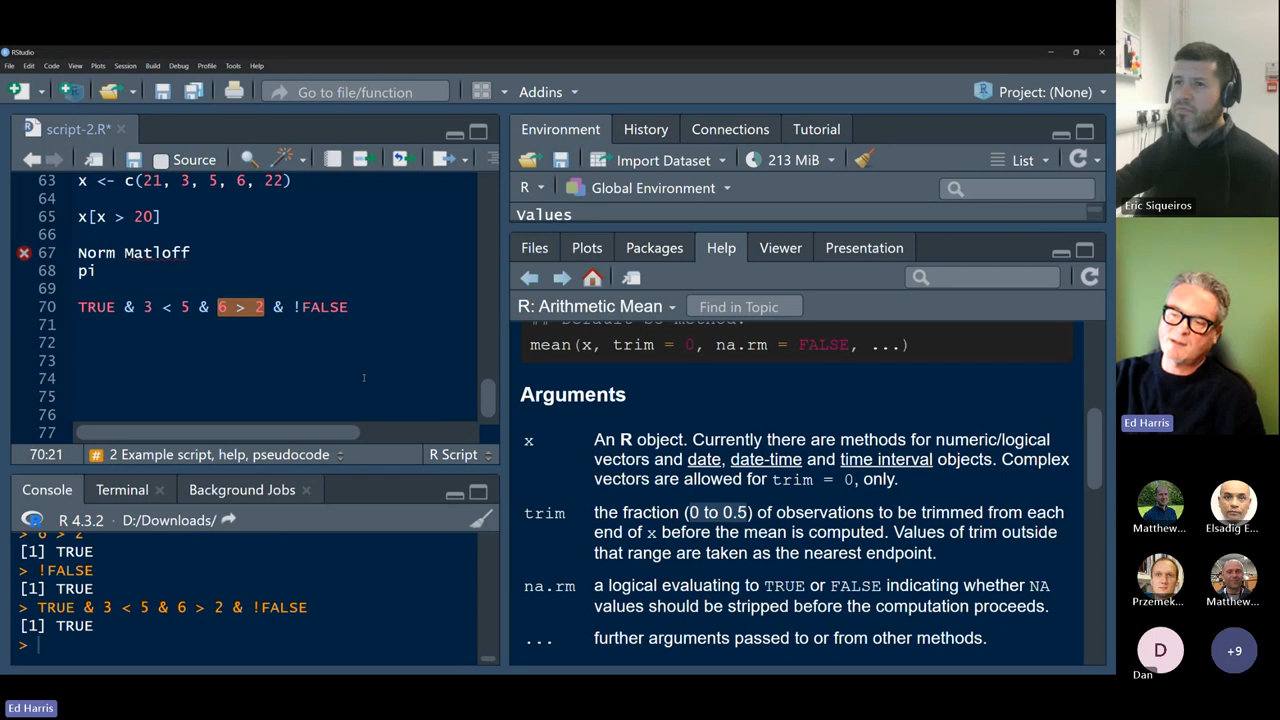 RStudio
File Edit Code View Plots Session Build Debug Profile Tools Help
Go to file/function
Addins
Project: (None)
script-2.R*
Source
63 x <- c(21, 3, 5, 6, 22)
64
65 x[x > 20]
66
67 Norm Matloff
68 pi
69
70 TRUE & 3 < 5 & 6 > 2 & !FALSE
71
72
73
74
75
76
77
70:21 # 2 Example script, help, pseudocode R Script
Console Terminal Background Jobs
R 4.3.2 · D:/Downloads/
> 6 > 2
[1] TRUE
> !FALSE
[1] TRUE
> TRUE & 3 < 5 & 6 > 2 & !FALSE
[1] TRUE
>
Environment History Connections Tutorial
Import Dataset 213 MiB List
R Global Environment
Values
Files Plots Packages Help Viewer Presentation
R: Arithmetic Mean Find in Topic
## Default S3 method:
mean(x, trim = 0, na.rm = FALSE, ...)
Arguments
x An R object. Currently there are methods for numeric/logical
vectors and date, date-time and time interval objects. Complex
vectors are allowed for trim = 0, only.
trim the fraction (0 to 0.5) of observations to be trimmed from each
end of x before the mean is computed. Values of trim outside
that range are taken as the nearest endpoint.
na.rm a logical evaluating to TRUE or FALSE indicating whether NA
values should be stripped before the computation proceeds.
... further arguments passed to or from other methods.
Eric Siqueiros
Ed Harris
Matthew...
Elsadig E...
Przemek...
Matthew...
D
Dan
+9
Ed Harris